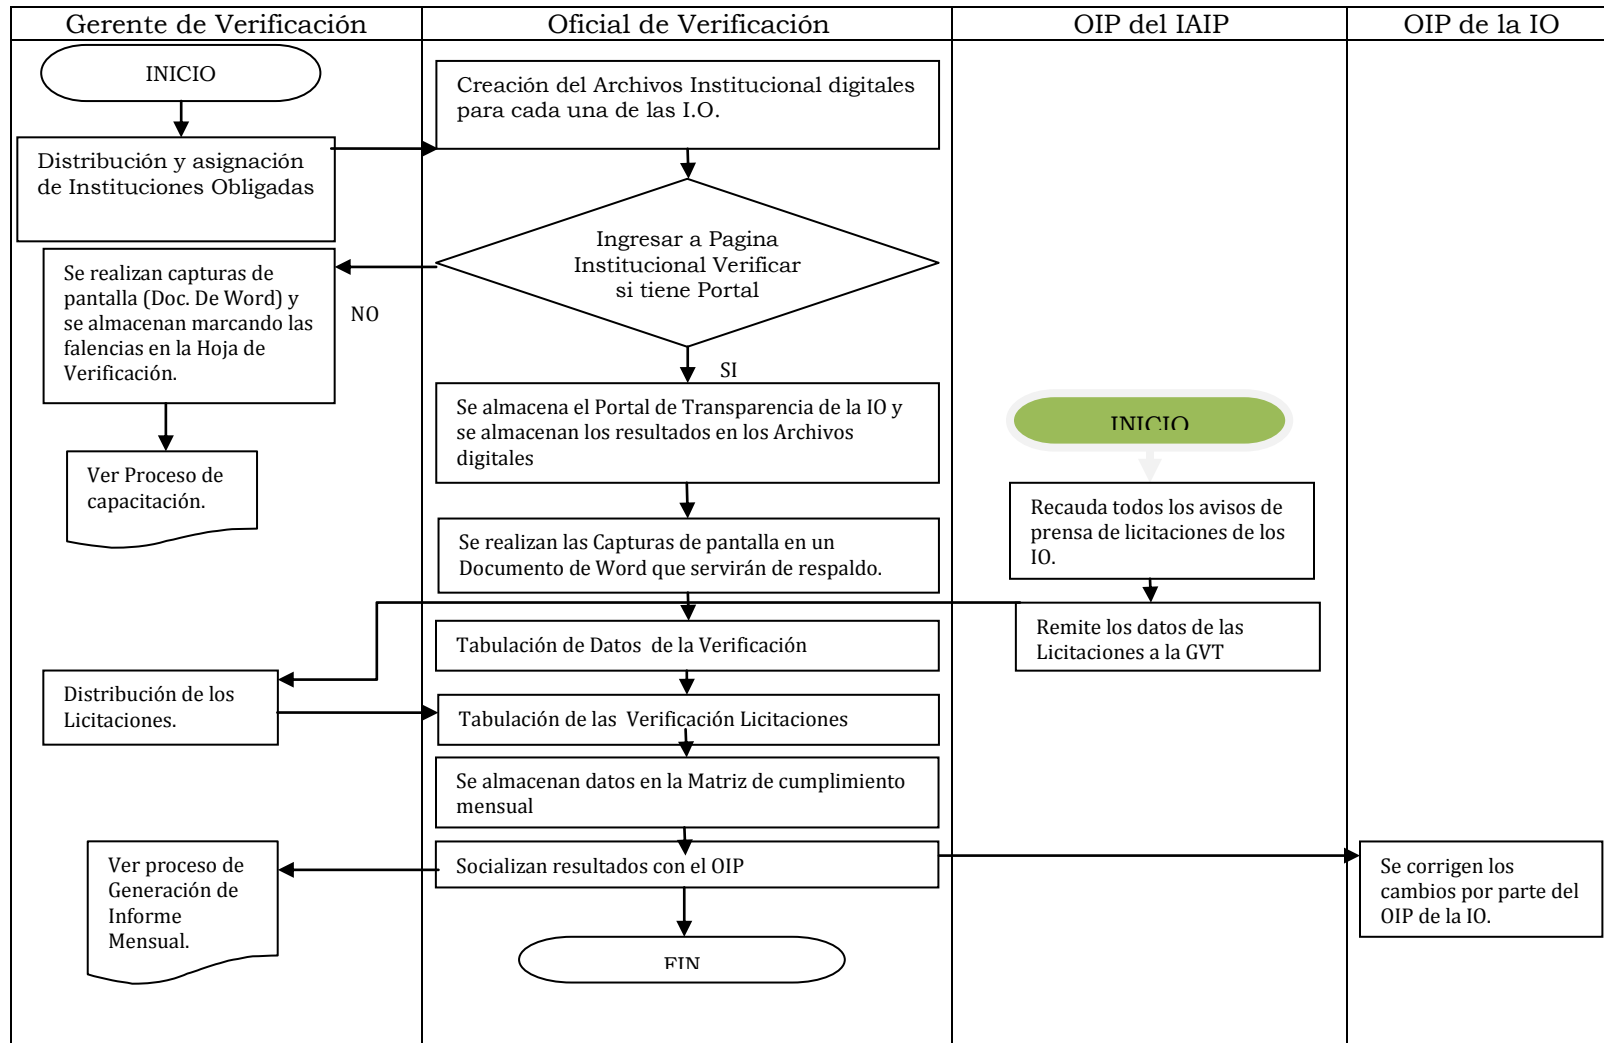 Gerente de Verificación
Oficial de Verificación
OIP del IAIP
OIP de la IO
INICIO
Distribución y asignación
de Instituciones Obligadas
Creación del Archivos Institucional digitales
para cada una de las I.O.
Ingresar a Pagina
Institucional Verificar
si tiene Portal
NO
Se realizan capturas de
pantalla (Doc. De Word) y
se almacenan marcando las
falencias en la Hoja de
Verificación.
Ver Proceso de
capacitación.
SI
Se almacena el Portal de Transparencia de la IO y
se almacenan los resultados en los Archivos
digitales
Se realizan las Capturas de pantalla en un
Documento de Word que servirán de respaldo.
INICIO
Recauda todos los avisos de
prensa de licitaciones de los
IO.
Remite los datos de las
Licitaciones a la GVT
Tabulación de Datos  de la Verificación
Distribución de los
Licitaciones.
Tabulación de las  Verificación Licitaciones
Se almacenan datos en la Matriz de cumplimiento
mensual
Socializan resultados con el OIP
Ver proceso de
Generación de
Informe
Mensual.
Se corrigen los
cambios por parte del
OIP de la IO.
FIN